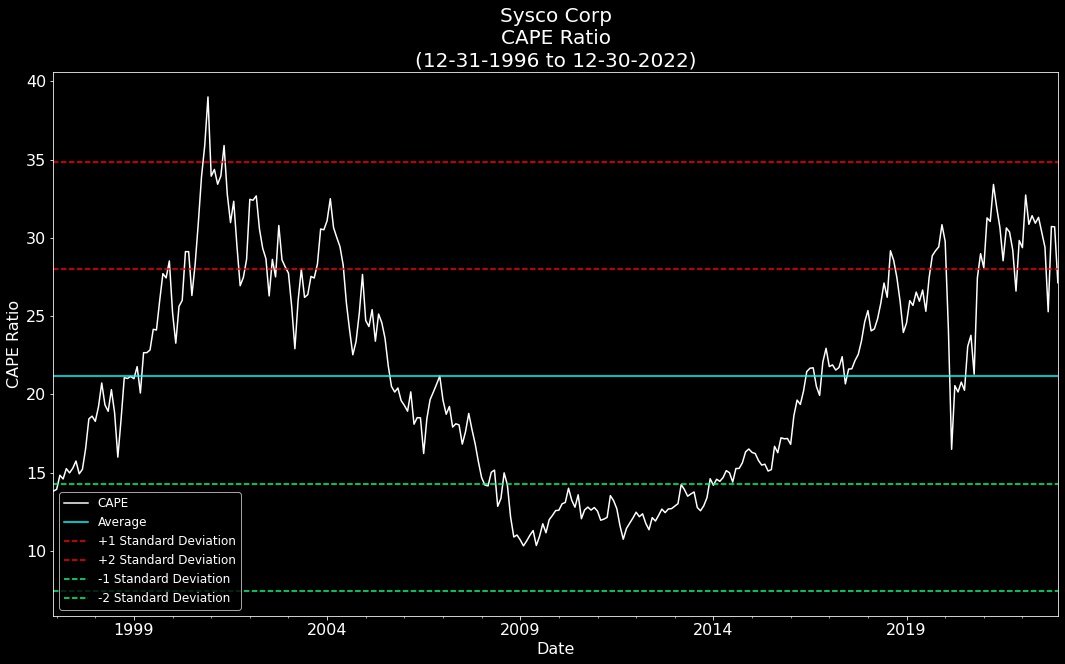 Sysco Corp
CAPE Ratio
(12-31-1996 to 12-30-2022)
40
35
30
25
20
15
10
CAPE Ratio
CAPE
Average
+1 Standard Deviation
+2 Standard Deviation
-1 Standard Deviation
-2 Standard Deviation
1999
2004
2009
2014
2019
Date